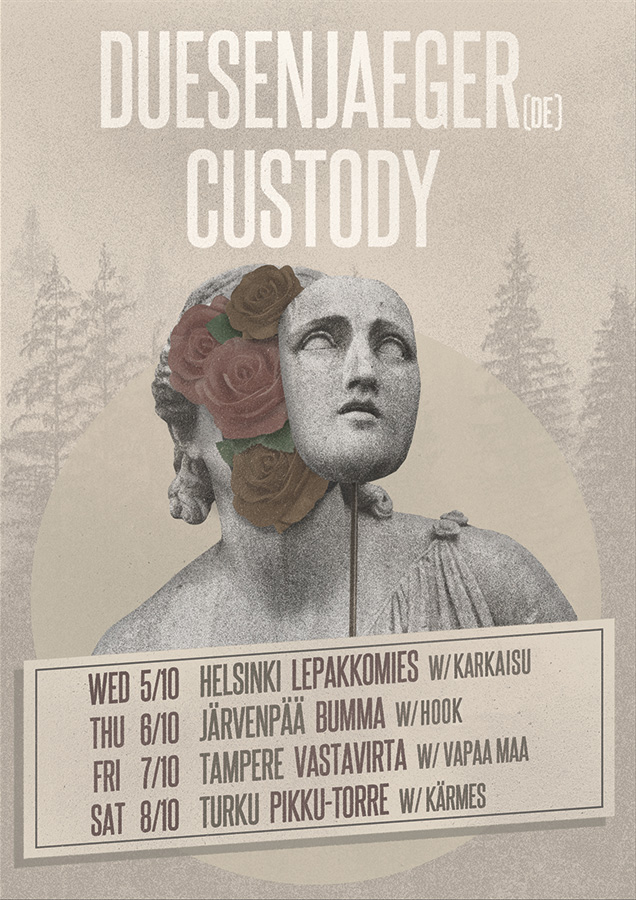 DUESENJAEGER (DE)
CUSTODY
WED 5/10 HELSINKI LEPAKKOMIES W/ KARKAISU
THU 6/10 JÄRVENPÄÄ BUMMA W/ HOOK
FRI 7/10 TAMPERE VASTAVIRTA W/ VAPAA MAA
SAT 8/10 TURKU PIKKU-TORRE W/ KÄRMES